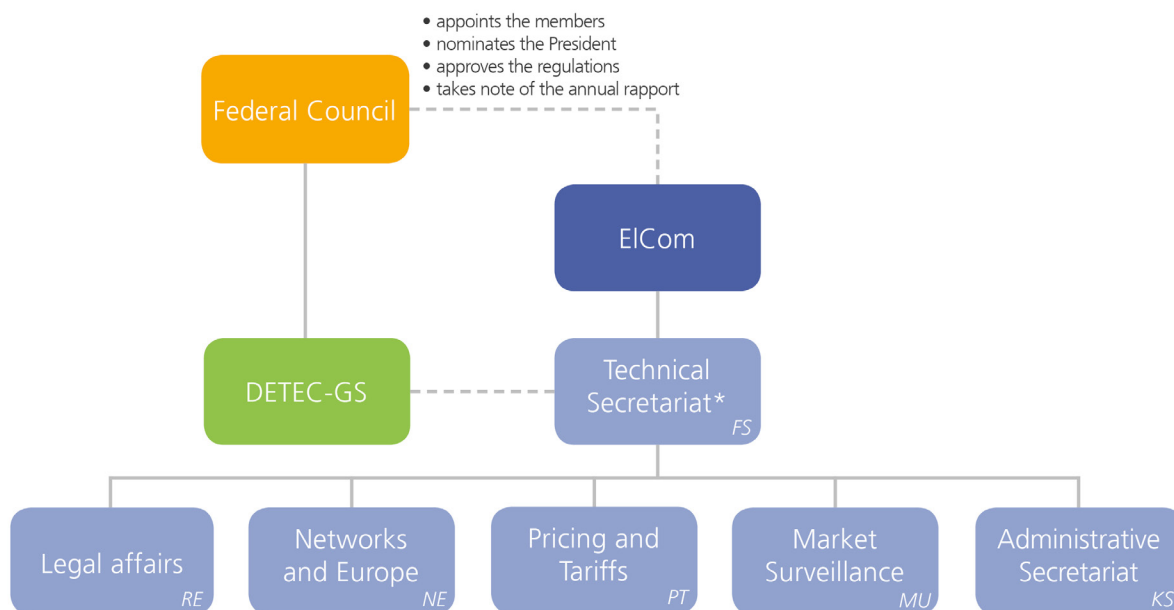 • appoints the members
• nominates the President
• approves the regulations
• takes note of the annual rapport
Federal Council
ElCom
DETEC-GS
Technical
Secretariat*
FS
Legal affairs
RE
Networks
and Europe
NE
Pricing and
Tariffs
PT
Market
Surveillance
MU
Administrative
Secretariat
KS